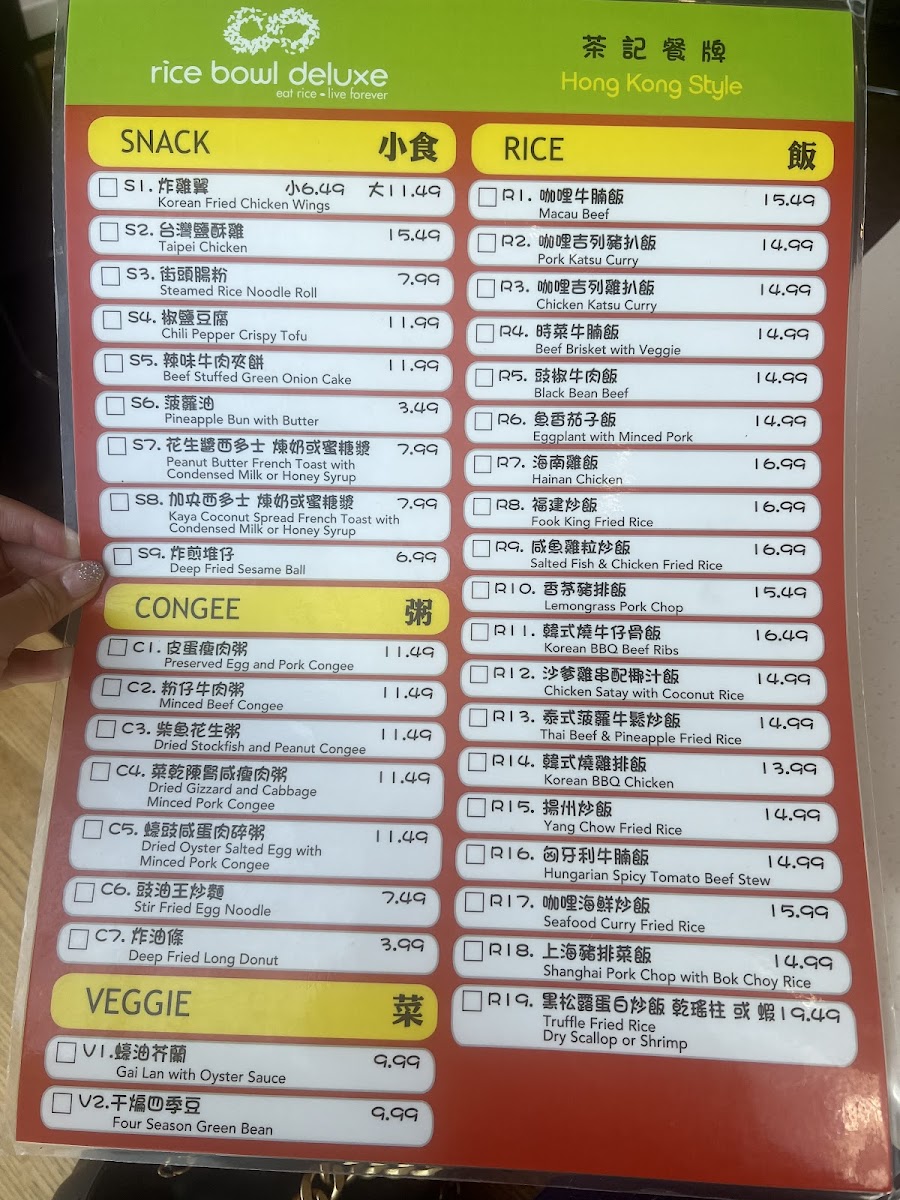 rice bowl deluxe
eat rice - live forever
茶記餐牌
Hong Kong Style
SNACK 小食
S1. 炸雞翼 小6.49 大11.49
Korean Fried Chicken Wings
S2. 台灣鹽酥雞 15.49
Taipei Chicken
S3. 街頭腸粉 7.99
Steamed Rice Noodle Roll
S4. 椒鹽豆腐 11.99
Chili Pepper Crispy Tofu
S5. 辣味牛肉夾餅 11.99
Beef Stuffed Green Onion Cake
S6. 菠蘿油 3.49
Pineapple Bun with Butter
S7. 花生醬西多士 煉奶或蜜糖漿 7.99
Peanut Butter French Toast with
Condensed Milk or Honey Syrup
S8. 加央西多士 煉奶或蜜糖漿 7.99
Kaya Coconut Spread French Toast with
Condensed Milk or Honey Syrup
S9. 炸煎堆仔 6.99
Deep Fried Sesame Ball
CONGEE 粥
C1. 皮蛋瘦肉粥 11.49
Preserved Egg and Pork Congee
C2. 粉仔牛肉粥 11.49
Minced Beef Congee
C3. 柴魚花生粥 11.49
Dried Stockfish and Peanut Congee
C4. 菜乾陳腎咸瘦肉粥 11.49
Dried Gizzard and Cabbage
Minced Pork Congee
C5. 蠔豉咸蛋肉碎粥 11.49
Dried Oyster Salted Egg with
Minced Pork Congee
C6. 豉油王炒麵 7.49
Stir Fried Egg Noodle
C7. 炸油條 3.99
Deep Fried Long Donut
VEGGIE 菜
V1.蠔油芥蘭 9.99
Gai Lan with Oyster Sauce
V2.干煸四季豆 9.99
Four Season Green Bean
RICE 飯
R1. 咖哩牛腩飯 15.49
Macau Beef
R2. 咖哩吉列豬扒飯 14.99
Pork Katsu Curry
R3. 咖哩吉列雞扒飯 14.99
Chicken Katsu Curry
R4. 時菜牛腩飯 14.99
Beef Brisket with Veggie
R5. 豉椒牛肉飯 14.99
Black Bean Beef
R6. 魚香茄子飯 14.99
Eggplant with Minced Pork
R7. 海南雞飯 16.99
Hainan Chicken
R8. 福建炒飯 16.99
Fook King Fried Rice
R9. 咸魚雞粒炒飯 16.99
Salted Fish & Chicken Fried Rice
R10. 香茅豬排飯 15.49
Lemongrass Pork Chop
R11. 韓式燒牛仔骨飯 16.49
Korean BBQ Beef Ribs
R12. 沙爹雞串配椰汁飯 14.99
Chicken Satay with Coconut Rice
R13. 泰式菠蘿牛鬆炒飯 14.99
Thai Beef & Pineapple Fried Rice
R14. 韓式燒雞排飯 13.99
Korean BBQ Chicken
R15. 揚州炒飯 14.99
Yang Chow Fried Rice
R16. 匈牙利牛腩飯 14.99
Hungarian Spicy Tomato Beef Stew
R17. 咖哩海鮮炒飯 15.99
Seafood Curry Fried Rice
R18. 上海豬排菜飯 14.99
Shanghai Pork Chop with Bok Choy Rice
R19. 黑松露蛋白炒飯 乾瑤柱 或 蝦19.49
Truffle Fried Rice
Dry Scallop or Shrimp